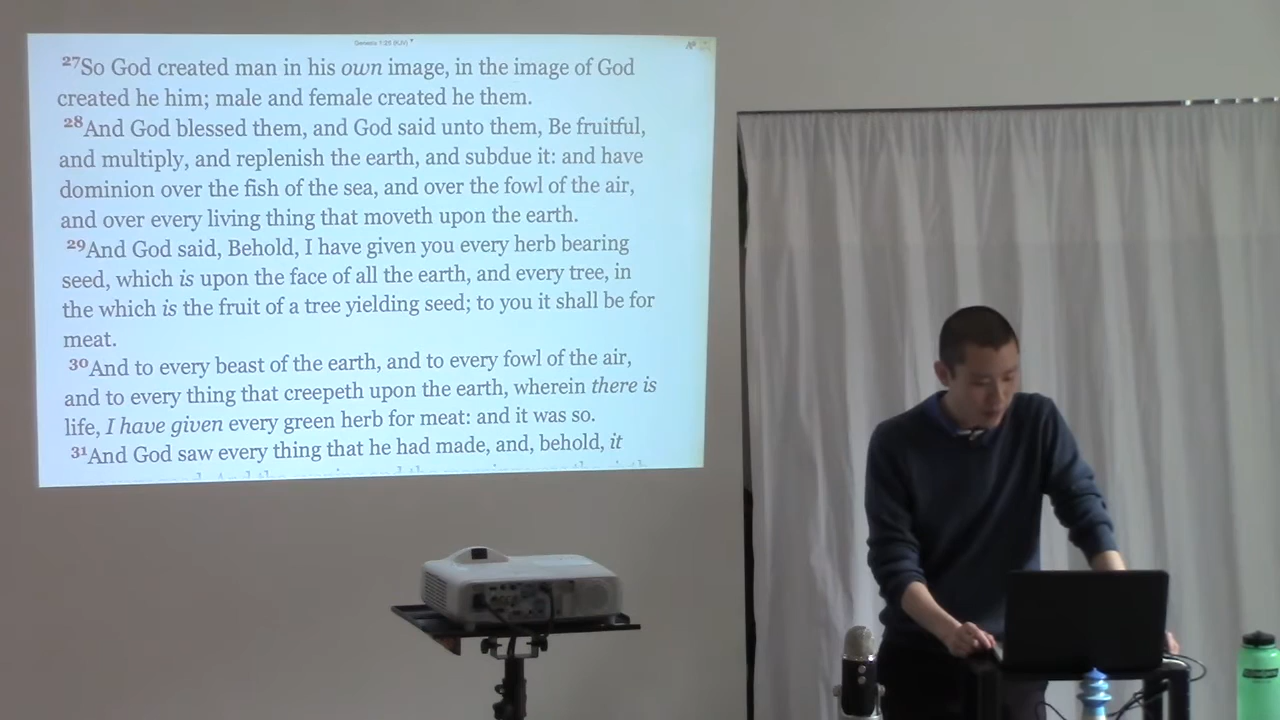 Genesis 1:25 (KJV)
27So God created man in his own image, in the image of God
created he him; male and female created he them.
28And God blessed them, and God said unto them, Be fruitful,
and multiply, and replenish the earth, and subdue it: and have
dominion over the fish of the sea, and over the fowl of the air,
and over every living thing that moveth upon the earth.
29And God said, Behold, I have given you every herb bearing
seed, which is upon the face of all the earth, and every tree, in
the which is the fruit of a tree yielding seed; to you it shall be for
meat.
30And to every beast of the earth, and to every fowl of the air,
and to every thing that creepeth upon the earth, wherein there is
life, I have given every green herb for meat: and it was so.
31And God saw every thing that he had made, and, behold, it